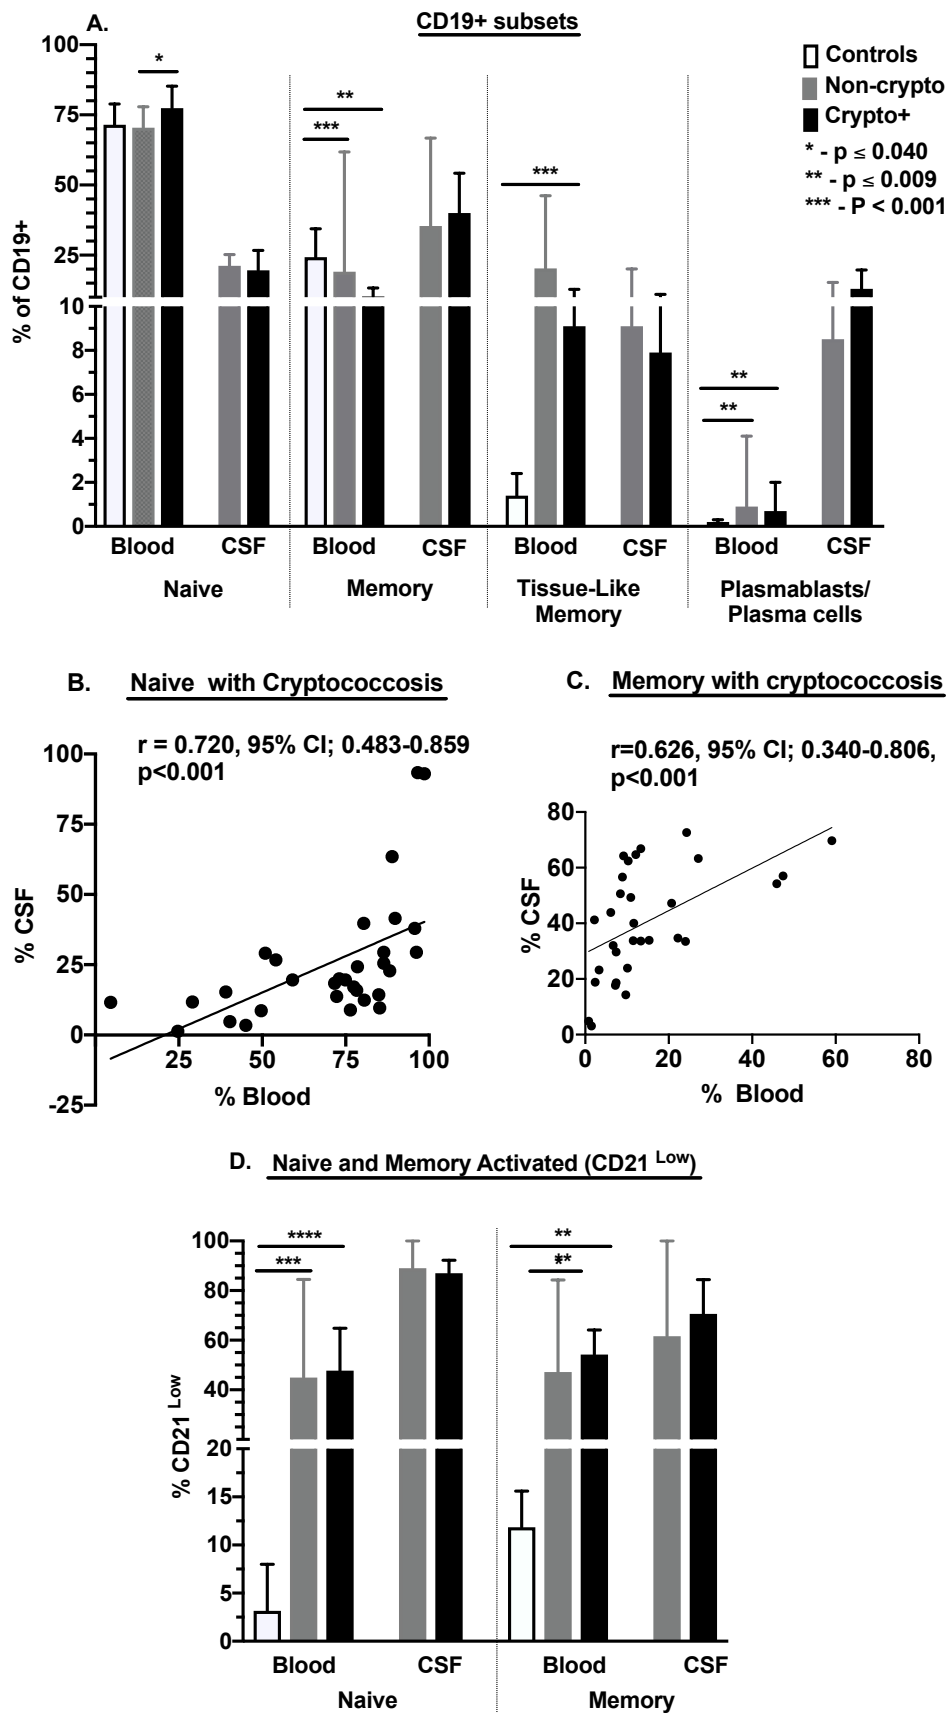 A.
CD19+ subsets
Controls
Non-crypto
Crypto+
* - p ≤ 0.040
** - p ≤ 0.009
*** - P < 0.001
% of CD19+
100
75
50
25
10
8
6
4
2
0
*
**
***
***
**
**
Blood CSF Blood CSF Blood CSF Blood CSF
Naive Memory Tissue-Like Memory Plasmablasts/ Plasma cells
B. Naive with Cryptococcosis
r = 0.720, 95% CI; 0.483-0.859
p<0.001
% CSF
100
75
50
25
0
-25
25 50 75 100
% Blood
C. Memory with cryptococcosis
r=0.626, 95% CI; 0.340-0.806,
p<0.001
% CSF
80
60
40
20
0
0 20 40 60 80
% Blood
D. Naive and Memory Activated (CD21 Low)
% CD21 Low
100
80
60
40
20
15
10
5
0
****
***
**
**
Blood CSF Blood CSF
Naive Memory